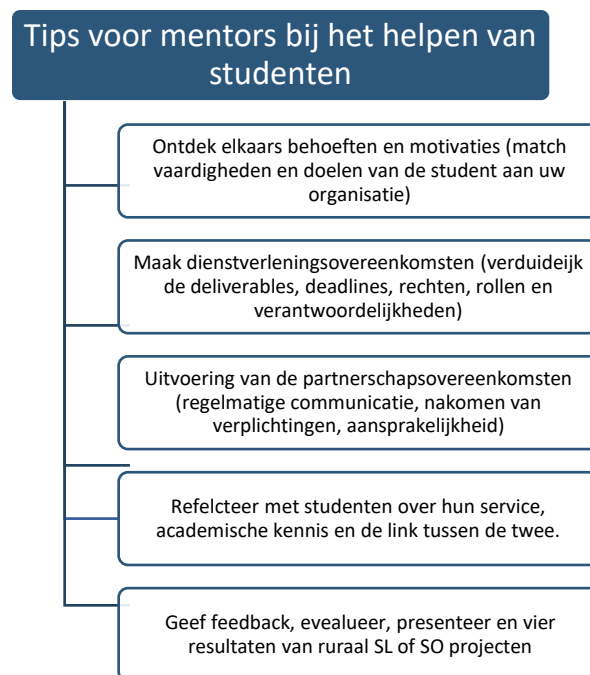 Tips voor mentors bij het helpen van
studenten
Ontdek elkaars behoeften en motivaties (match
vaardigheden en doelen van de student aan uw
organisatie)
Maak dienstverleningsovereenkomsten (verduideijk
de deliverables, deadlines, rechten, rollen en
verantwoordelijkheden)
Uitvoering van de partnerschapsovereenkomsten
(regelmatige communicatie, nakomen van
verplichtingen, aansprakelijkheid)
Refelcteer met studenten over hun service,
academische kennis en de link tussen de twee.
Geef feedback, evealueer, presenteer en vier
resultaten van ruraal SL of SO projecten